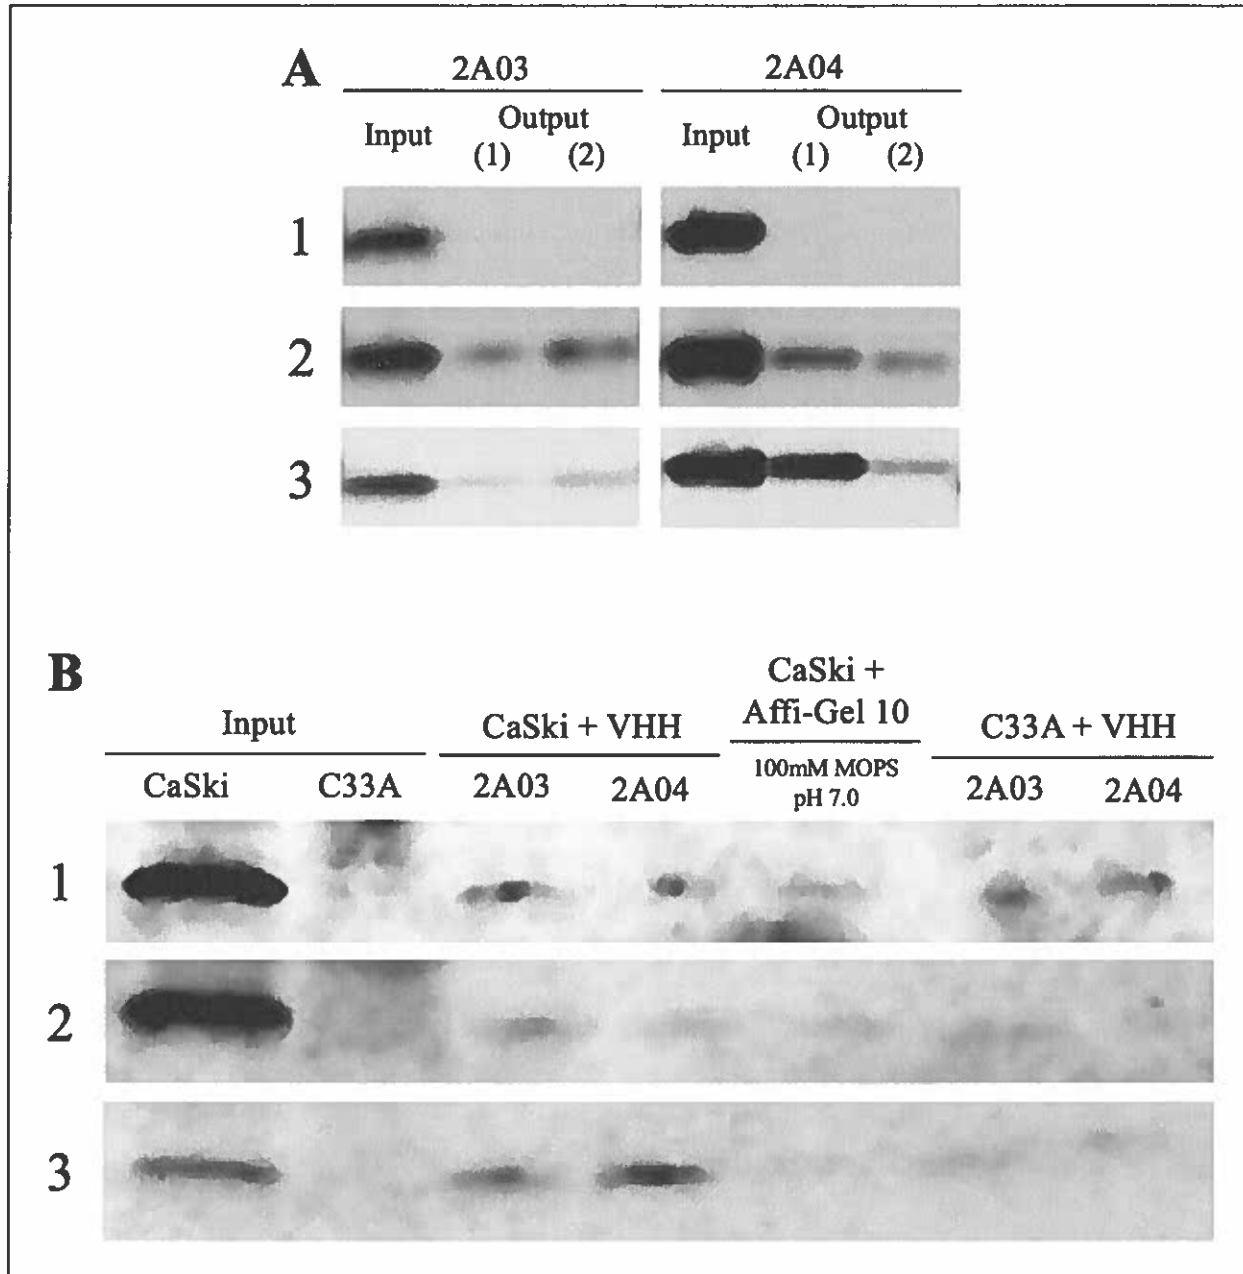 A
2A03 2A04
Input Output Input Output
(1) (2) (1) (2)
1
2
3
B
Input CaSki + VHH CaSki + Affi-Gel 10 C33A + VHH
CaSki C33A 2A03 2A04 100mM MOPS pH 7.0 2A03 2A04
1
2
3